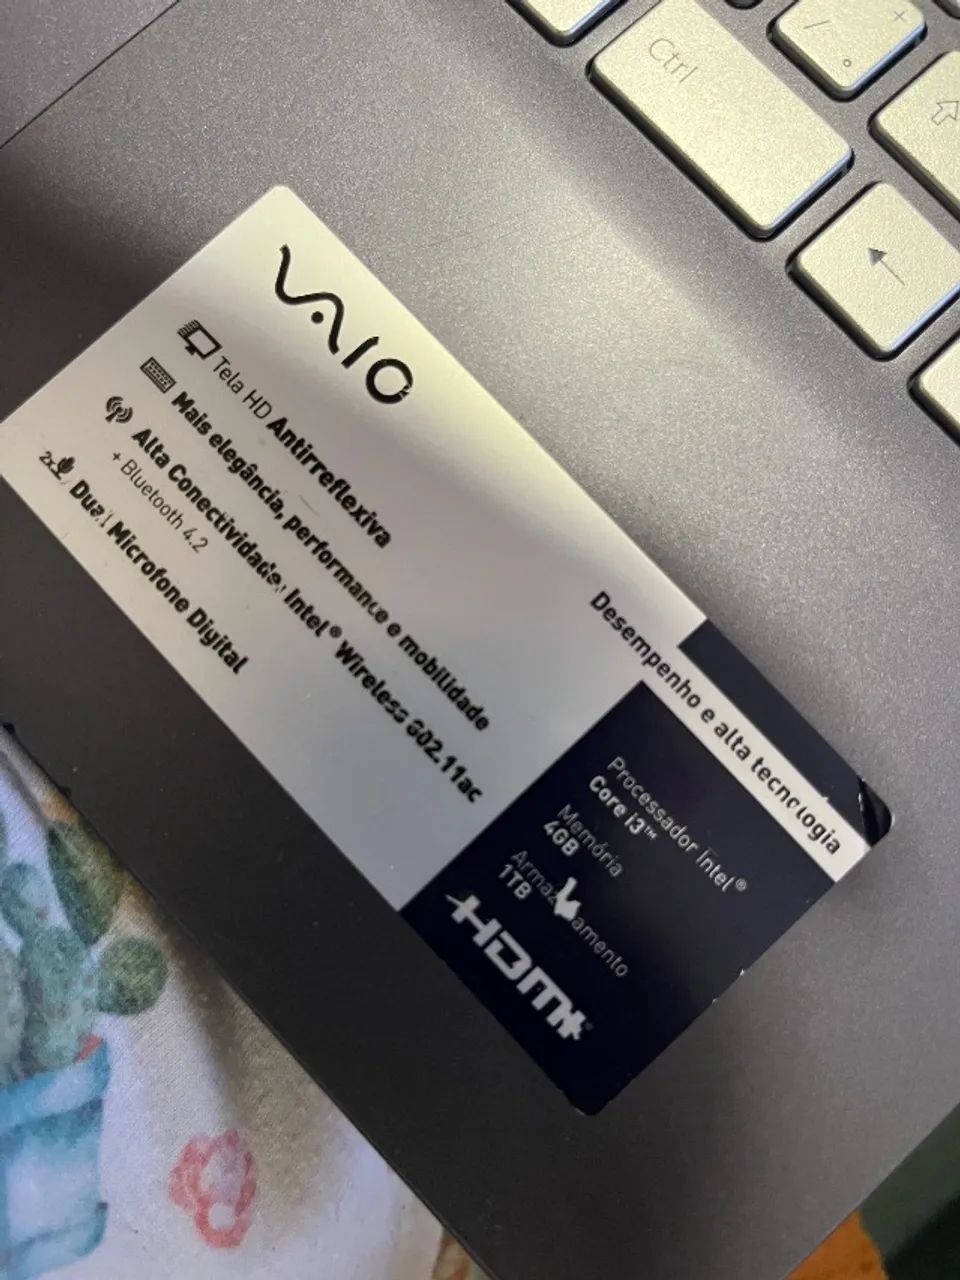 Ctrl
/
°
VAIO
Tela HD Antirreflexiva
Mais elegância, performance e mobilidade
Alta Conectividade: Intel® Wireless 802.11ac
+ Bluetooth 4.2
2x
Dual Microfone Digital
Desempenho e alta tecnologia
Processador Intel®
Core i3™
Memória
4GB
Armazenamento
1TB
HDMI